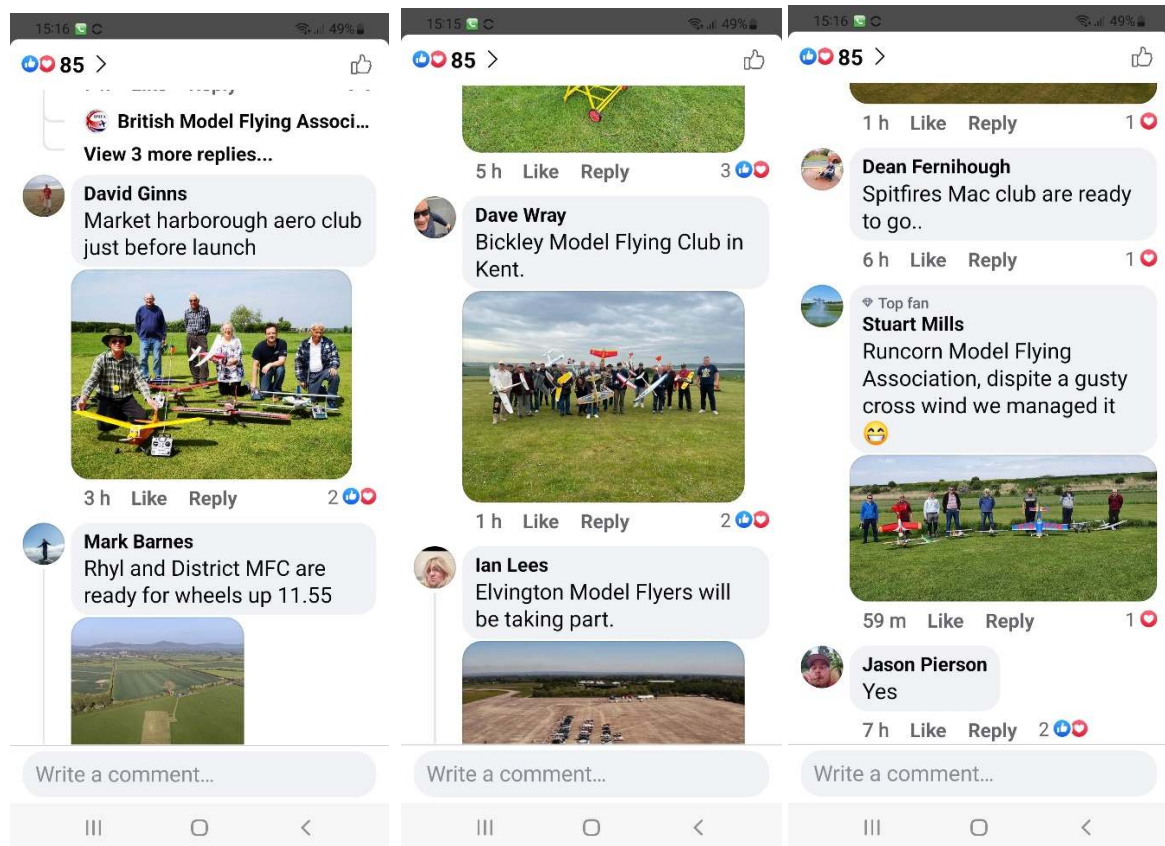 15:16 49%
85 >
British Model Flying Associ...
View 3 more replies...
David Ginns
Market harborough aero club
just before launch
3 h Like Reply 2
Mark Barnes
Rhyl and District MFC are
ready for wheels up 11.55
Write a comment...
15:15 49%
85 >
5 h Like Reply 3
Dave Wray
Bickley Model Flying Club in
Kent.
1 h Like Reply 2
Ian Lees
Elvington Model Flyers will
be taking part.
Write a comment...
15:16 49%
85 >
1 h Like Reply 1
Dean Fernihough
Spitfires Mac club are ready
to go..
6 h Like Reply 1
Top fan
Stuart Mills
Runcorn Model Flying
Association, dispite a gusty
cross wind we managed it
😁
59 m Like Reply 1
Jason Pierson
Yes
7 h Like Reply 2
Write a comment...